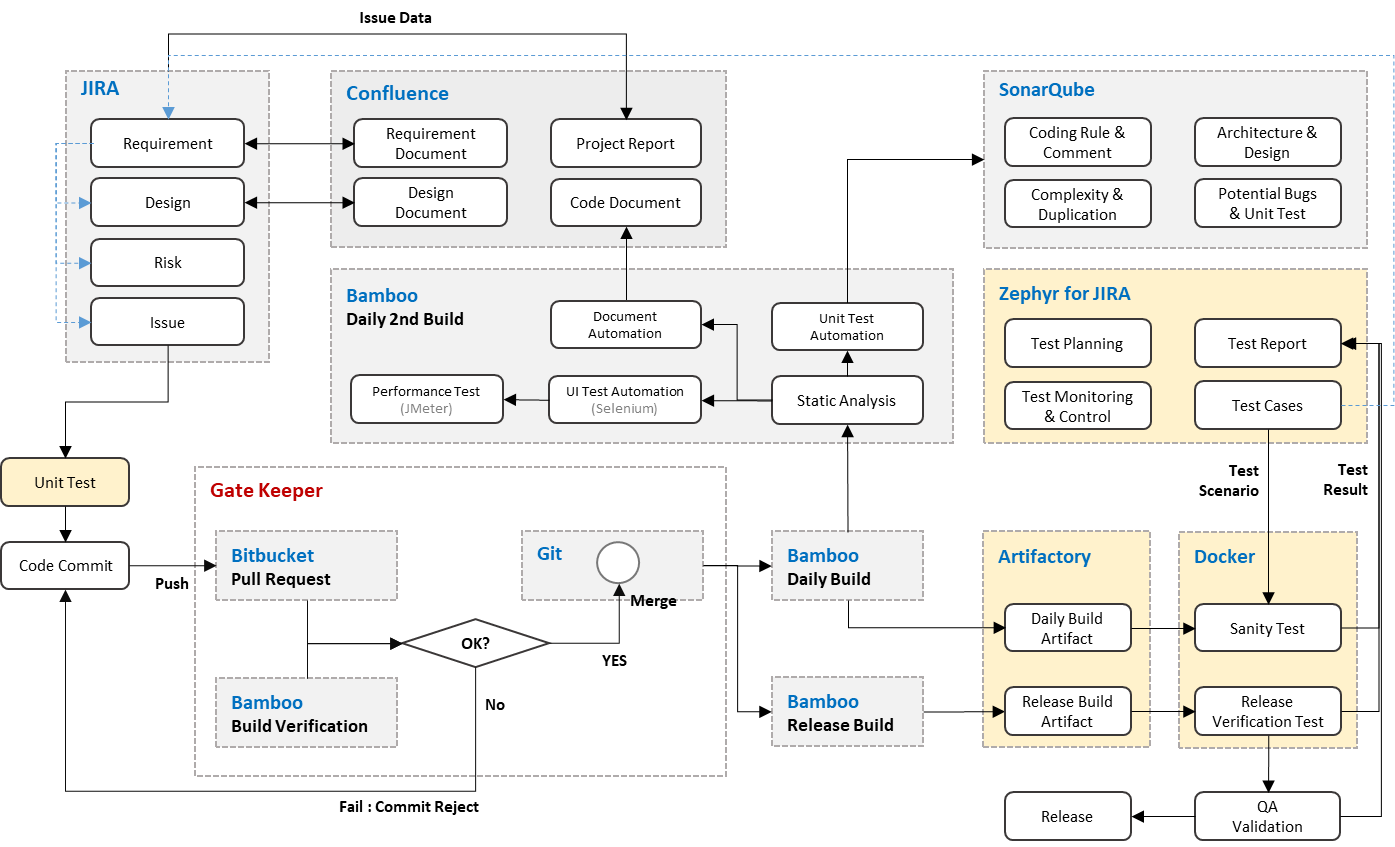 Issue Data
JIRA
Requirement
Design
Risk
Issue
Confluence
Requirement
Document
Project Report
Design
Document
Code Document
SonarQube
Coding Rule &
Comment
Architecture &
Design
Complexity &
Duplication
Potential Bugs
& Unit Test
Bamboo
Daily 2nd Build
Document
Automation
Unit Test
Automation
Performance Test
(JMeter)
UI Test Automation
(Selenium)
Static Analysis
Zephyr for JIRA
Test Planning
Test Report
Test Monitoring
& Control
Test Cases
Test
Scenario
Test
Result
Unit Test
Code Commit
Push
Gate Keeper
Bitbucket
Pull Request
Git
Merge
OK?
YES
No
Bamboo
Build Verification
Fail : Commit Reject
Bamboo
Daily Build
Bamboo
Release Build
Artifactory
Daily Build
Artifact
Release Build
Artifact
Docker
Sanity Test
Release
Verification Test
Release
QA
Validation